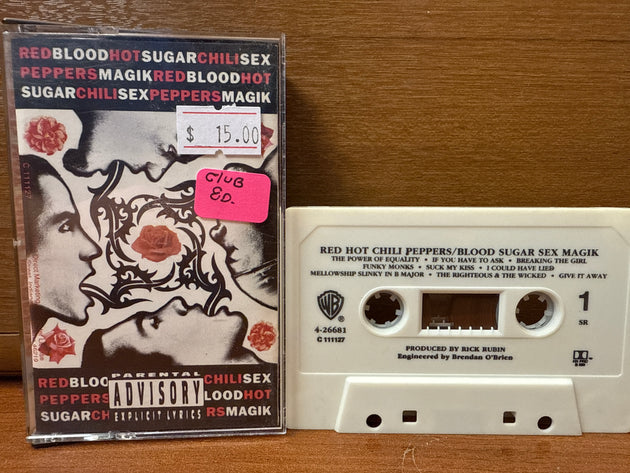 REDBLOODHOTSUGARCHILISEX
PEPPERSMAGIKREDBLOODHOT
SUGARCHILISEXPEPPERSMAGIK
$ 15.00
CLUB
ED.
C 111127
REDBLOO
CHILISEX
PEPPERS
LOODHOT
SUGARCH
RSMAGIK
PARENTAL
ADVISORY
EXPLICIT LYRICS
RED HOT CHILI PEPPERS/BLOOD SUGAR SEX MAGIK
THE POWER OF EQUALITY • IF YOU HAVE TO ASK • BREAKING THE GIRL
FUNKY MONKS • SUCK MY KISS • I COULD HAVE LIED
MELLOWSHIP SLINKY IN B MAJOR • THE RIGHTEOUS & THE WICKED • GIVE IT AWAY
WB
®
4-26681
C 111127
1
SR
PRODUCED BY RICK RUBIN
Engineered by Brendan O'Brien